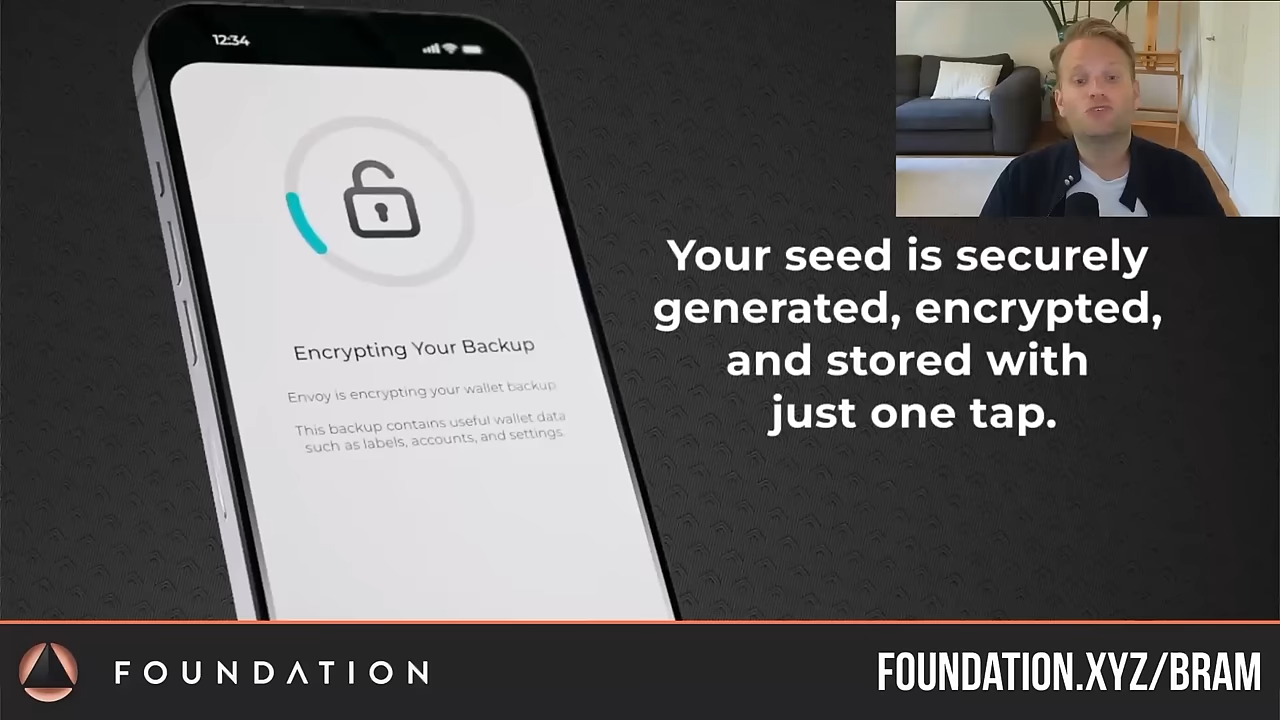 12:34
Encrypting Your Backup
Envoy is encrypting your wallet backup
This backup contains useful wallet data
such as labels, accounts, and settings.
Your seed is securely
generated, encrypted,
and stored with
just one tap.
FOUNDATION
FOUNDATION.XYZ/BRAM